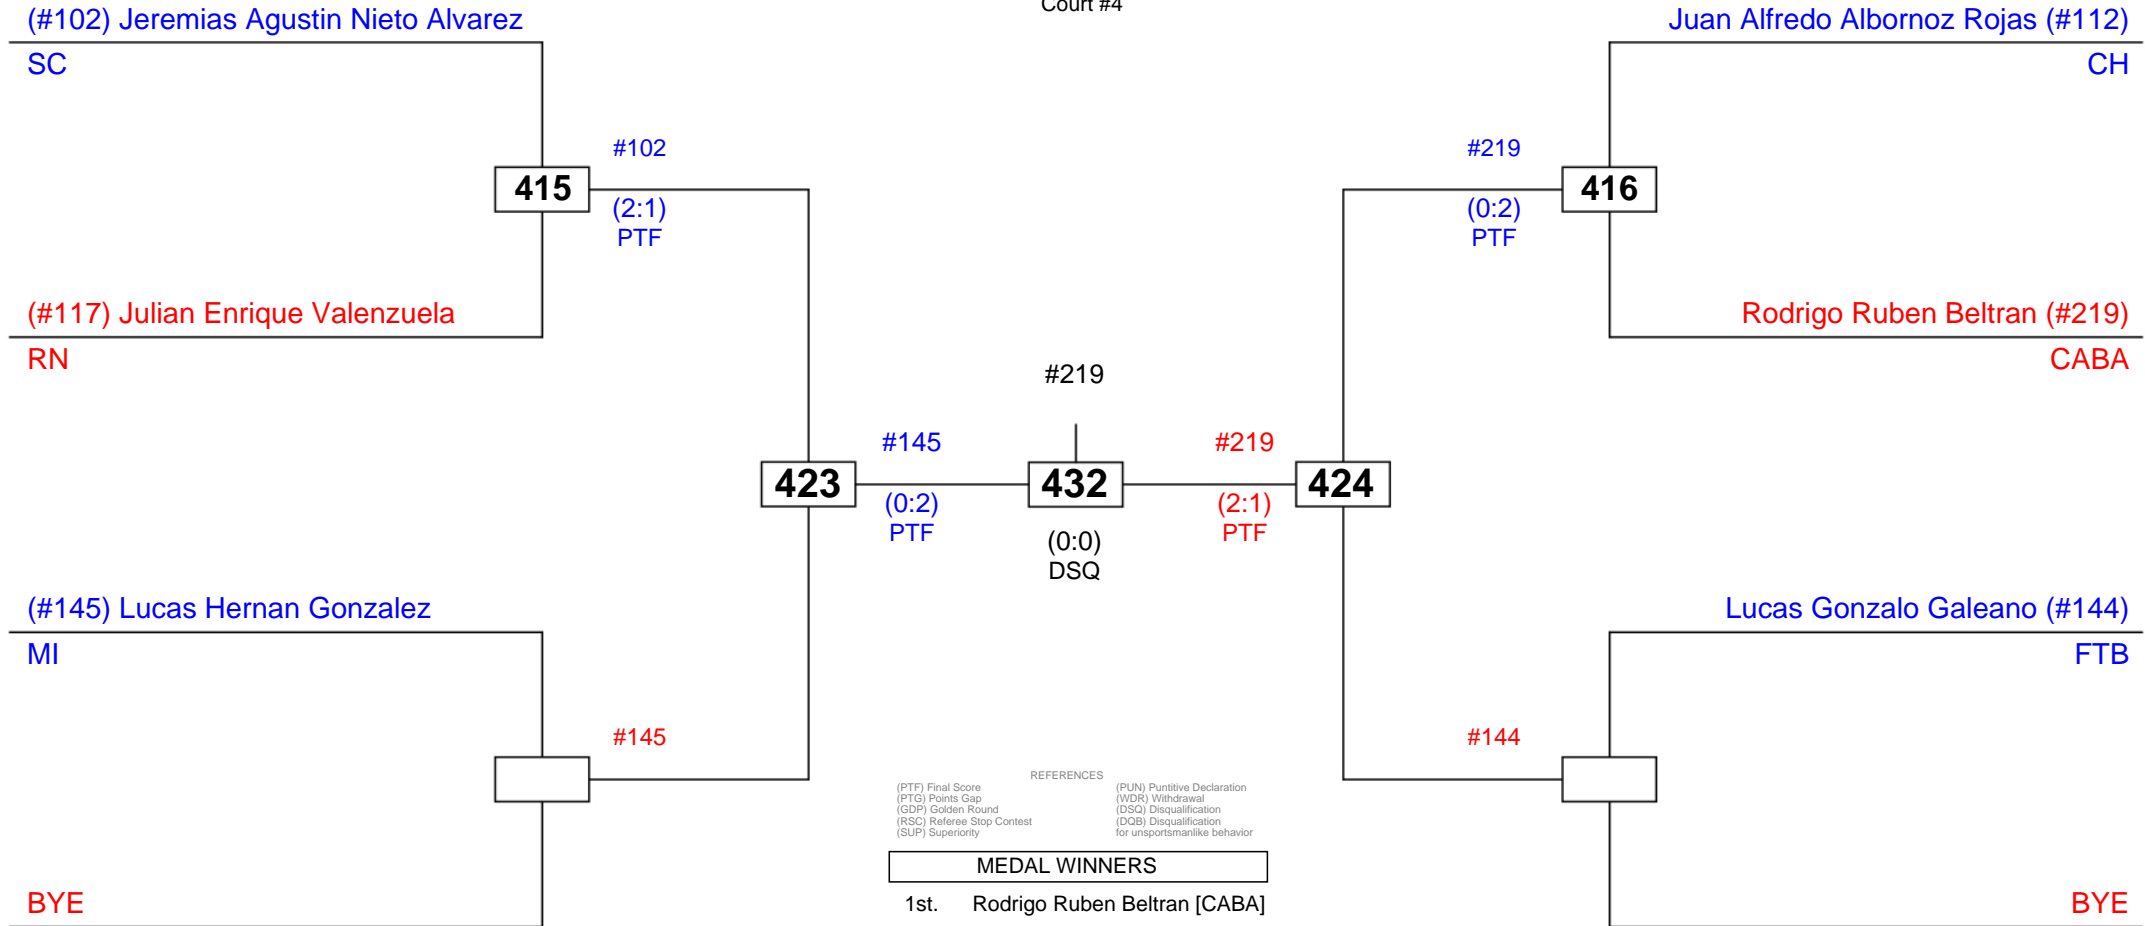 Court #4
(#102) Jeremias Agustin Nieto Alvarez
SC
Juan Alfredo Albornoz Rojas (#112)
CH
#102
415
(2:1)
PTF
#219
416
(0:2)
PTF
(#117) Julian Enrique Valenzuela
RN
Rodrigo Ruben Beltran (#219)
CABA
#219
#145
423
(0:2)
PTF
432
(0:0)
DSQ
#219
424
(2:1)
PTF
(#145) Lucas Hernan Gonzalez
MI
Lucas Gonzalo Galeano (#144)
FTB
#145
#144
REFERENCES
(PTF) Final Score
(PTG) Points Gap
(GDP) Golden Round
(RSC) Referee Stop Contest
(SUP) Superiority
(PUN) Puntitive Declaration
(WDR) Withdrawal
(DSQ) Disqualification
(DQB) Disqualification
for unsportsmanlike behavior
MEDAL WINNERS
1st. Rodrigo Ruben Beltran [CABA]
BYE
BYE